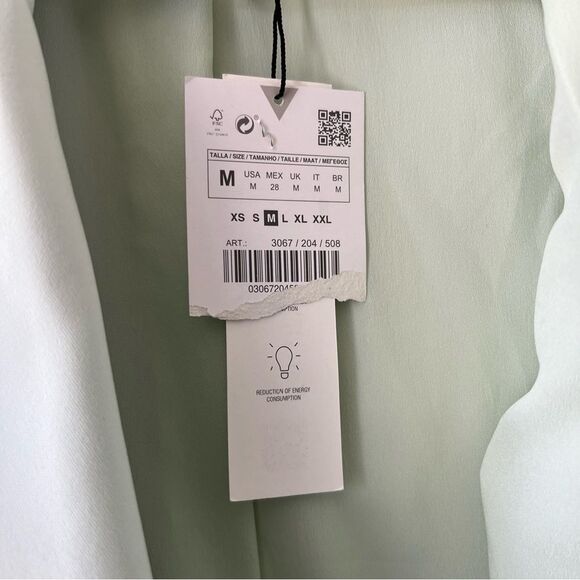 FSC
TALLA / SIZE / TAMANHO / TAILLE / MAAT / ΜΕΓΕΘΟΣ
M USA MEX UK IT BR
M 28 M M M
XS S M L XL XXL
ART.: 3067 / 204 / 508
REDUCTION OF ENERGY
CONSUMPTION